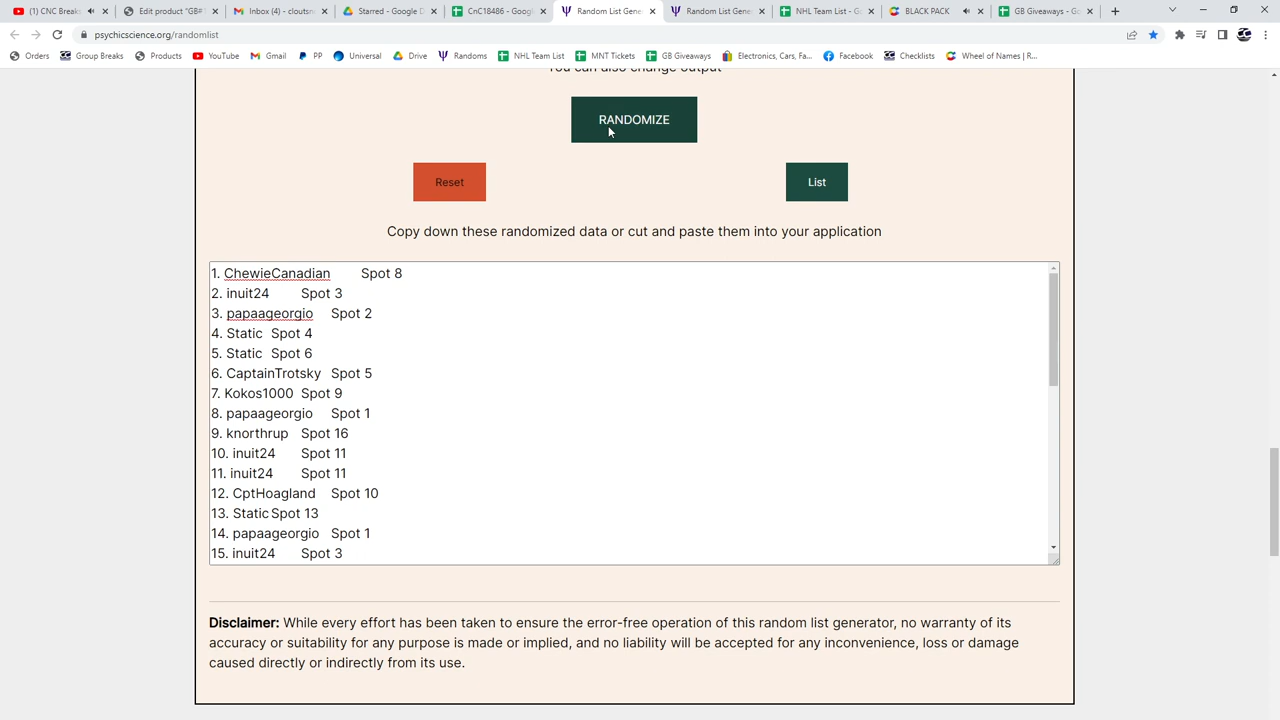 (1) CNC Breaks
Edit product "GB#1
Inbox (4) - cloutsre
Starred - Google D
CnC18486 - Google
Random List Gene
Random List Gene
NHL Team List - G
BLACK PACK
GB Giveaways - G
psychicscience.org/randomlist
Orders
Group Breaks
Products
YouTube
Gmail
PP
Universal
Drive
Randoms
NHL Team List
MNT Tickets
GB Giveaways
Electronics, Cars, Fa...
Facebook
Checklists
Wheel of Names | R...
You can also change output
RANDOMIZE
Reset
List
Copy down these randomized data or cut and paste them into your application
1. ChewieCanadian Spot 8
2. inuit24 Spot 3
3. papaageorgio Spot 2
4. Static Spot 4
5. Static Spot 6
6. CaptainTrotsky Spot 5
7. Kokos1000 Spot 9
8. papaageorgio Spot 1
9. knorthrup Spot 16
10. inuit24 Spot 11
11. inuit24 Spot 11
12. CptHoagland Spot 10
13. Static Spot 13
14. papaageorgio Spot 1
15. inuit24 Spot 3
Disclaimer: While every effort has been taken to ensure the error-free operation of this random list generator, no warranty of its
accuracy or suitability for any purpose is made or implied, and no liability will be accepted for any inconvenience, loss or damage
caused directly or indirectly from its use.